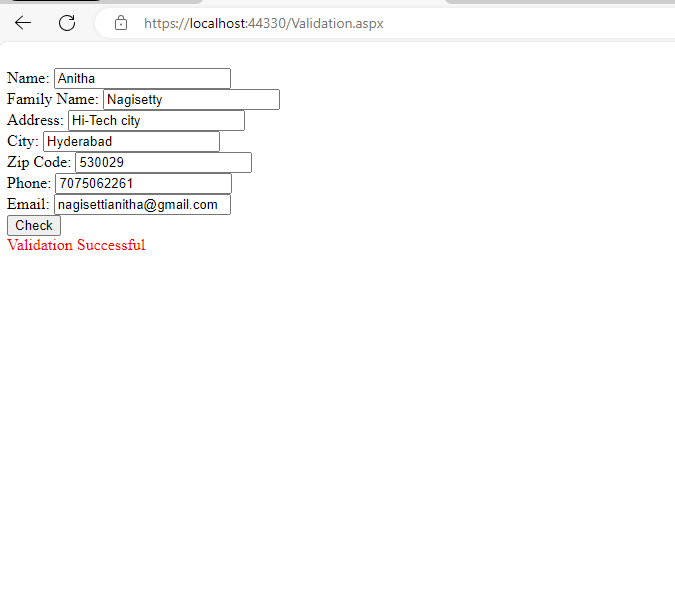 https://localhost:44330/Validation.aspx
Name: Anitha
Family Name: Nagisetty
Address: Hi-Tech city
City: Hyderabad
Zip Code: 530029
Phone: 7075062261
Email: nagisettianitha@gmail.com
Check
Validation Successful